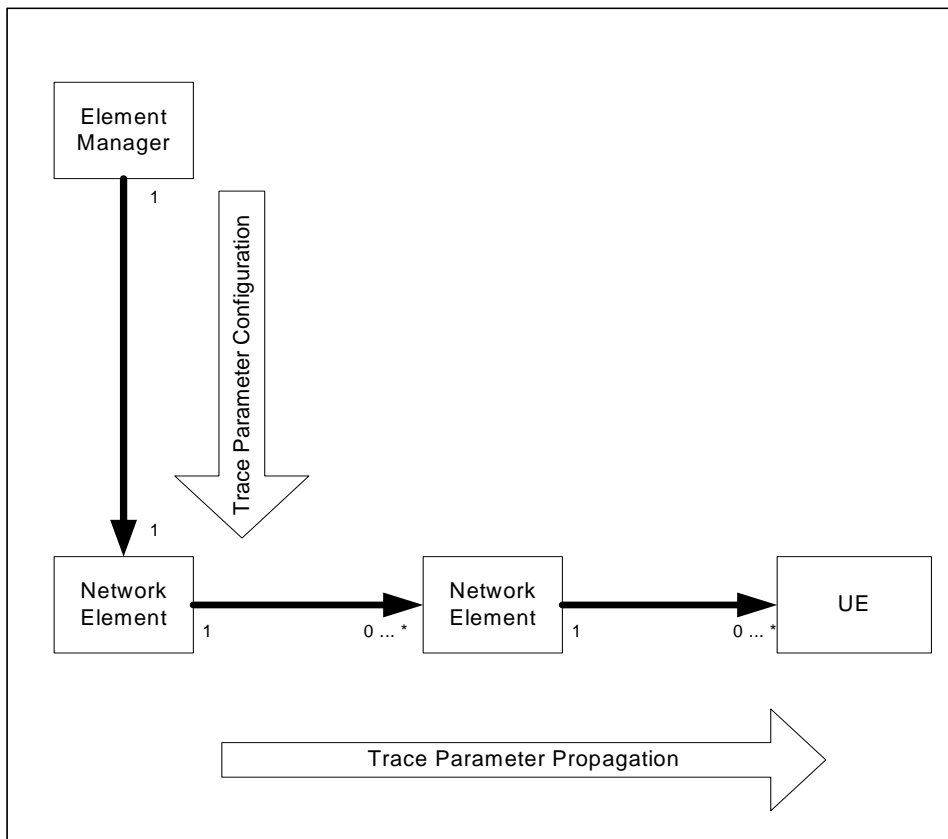 Element
Manager
1
Trace Parameter Configuration
1
Network
Element
1
0 ... *
Network
Element
1
0 ... *
UE
Trace Parameter Propagation